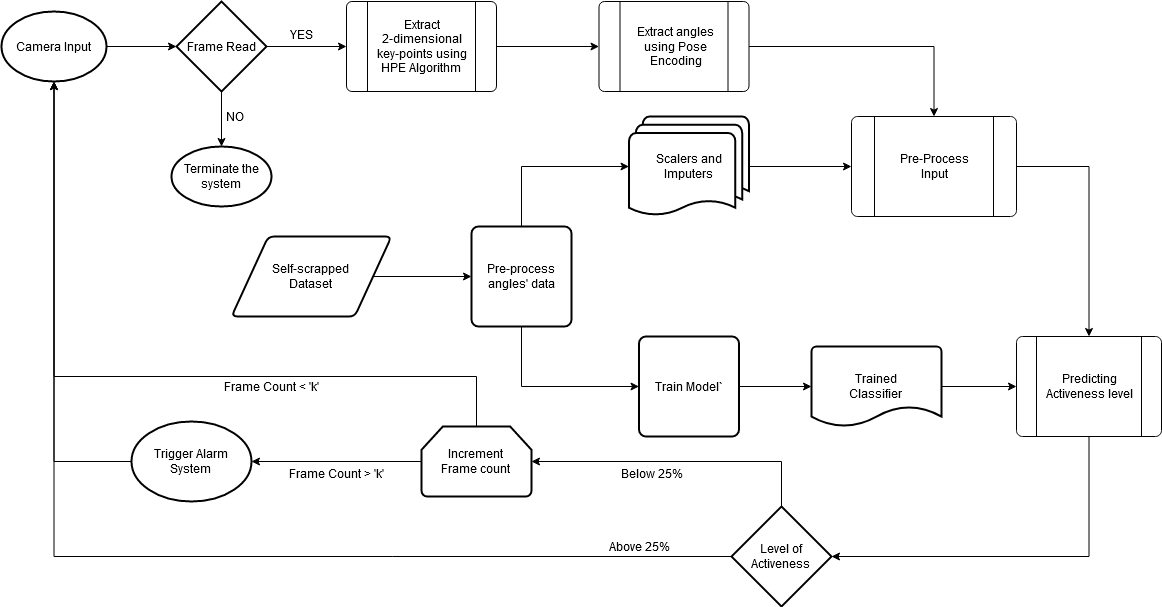 Camera Input
Frame Read
YES
Extract
2-dimensional
key-points using
HPE Algorithm
Extract angles
using Pose
Encoding
NO
Terminate the
system
Scalers and
Imputers
Pre-Process
Input
Self-scrapped
Dataset
Pre-process
angles' data
Train Model`
Trained
Classifier
Predicting
Activeness level
Frame Count < 'k'
Trigger Alarm
System
Frame Count > 'k'
Increment
Frame count
Below 25%
Above 25%
Level of
Activeness